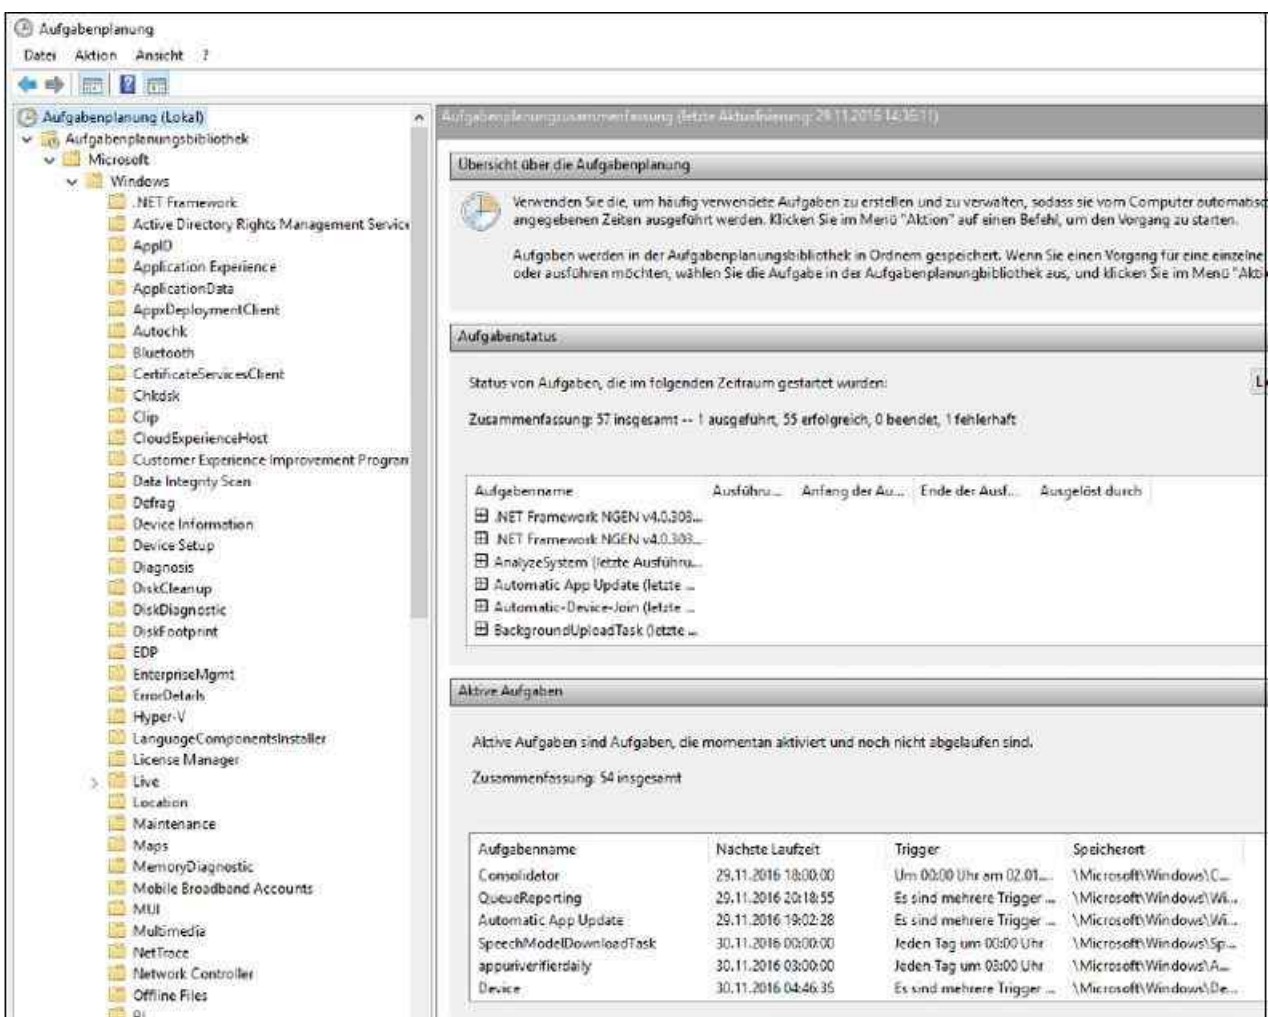 Aufgabenplanung
Datei Aktion Ansicht ?
Aufgabenplanung (Lokal)
Aufgabenplanungsbibliothek
Microsoft
Windows
.NET Framework
Active Directory Rights Management Service
AppID
Application Experience
ApplicationData
AppxDeploymentClient
Autochk
Bluetooth
CertificateServicesClient
Chkdsk
Clip
CloudExperienceHost
Customer Experience Improvement Program
Data Integrity Scan
Defrag
Device Information
Device Setup
Diagnosis
DiskCleanup
DiskDiagnostic
DiskFootprint
EDP
EnterpriseMgmt
ErrorDetails
Hyper-V
LanguageComponentsInstaller
License Manager
Live
Location
Maintenance
Maps
MemoryDiagnostic
Mobile Broadband Accounts
MUI
Multimedia
NetTrace
Network Controller
Offline Files
Aufgabenplanungzusammenfassung (letzte Aktualisierung: 29.11.2016 14:36:11)
Übersicht über die Aufgabenplanung
Verwenden Sie die, um häufig verwendete Aufgaben zu erstellen und zu verwalten, sodass sie vom Computer automatisc
angegebenen Zeiten ausgeführt werden. Klicken Sie im Menü "Aktion" auf einen Befehl, um den Vorgang zu starten.
Aufgaben werden in der Aufgabenplanungsbibliothek in Ordnern gespeichert. Wenn Sie einen Vorgang für eine einzelne
oder ausführen möchten, wählen Sie die Aufgabe in der Aufgabenplanungbibliothek aus, und klicken Sie im Menü "Akti
Aufgabenstatus
Status von Aufgaben, die im folgenden Zeitraum gestartet wurden:
Zusammenfassung: 57 insgesamt -- 1 ausgeführt, 55 erfolgreich, 0 beendet, 1 fehlerhaft
Aufgabenname Ausführu... Anfang der Au... Ende der Ausf... Ausgelöst durch
.NET Framework NGEN v4.0.303...
.NET Framework NGEN v4.0.303...
AnalyzeSystem (letzte Ausführu...
Automatic App Update (letzte ...
Automatic-Device-Join (letzte ...
BackgroundUploadTask (letzte ...
Aktive Aufgaben
Aktive Aufgaben sind Aufgaben, die momentan aktiviert und noch nicht abgelaufen sind.
Zusammenfassung: 54 insgesamt
Aufgabenname Nächste Laufzeit Trigger Speicherort
Consolidator 29.11.2016 18:00:00 Um 00:00 Uhr am 02.01.... \Microsoft\Windows\C...
QueueReporting 29.11.2016 20:18:55 Es sind mehrere Trigger ... \Microsoft\Windows\Wi...
Automatic App Update 29.11.2016 19:02:28 Es sind mehrere Trigger ... \Microsoft\Windows\Wi...
SpeechModelDownloadTask 30.11.2016 00:00:00 Jeden Tag um 00:00 Uhr \Microsoft\Windows\Sp...
appuriverifierdaily 30.11.2016 03:00:00 Jeden Tag um 03:00 Uhr \Microsoft\Windows\A...
Device 30.11.2016 04:46:35 Es sind mehrere Trigger ... \Microsoft\Windows\De...